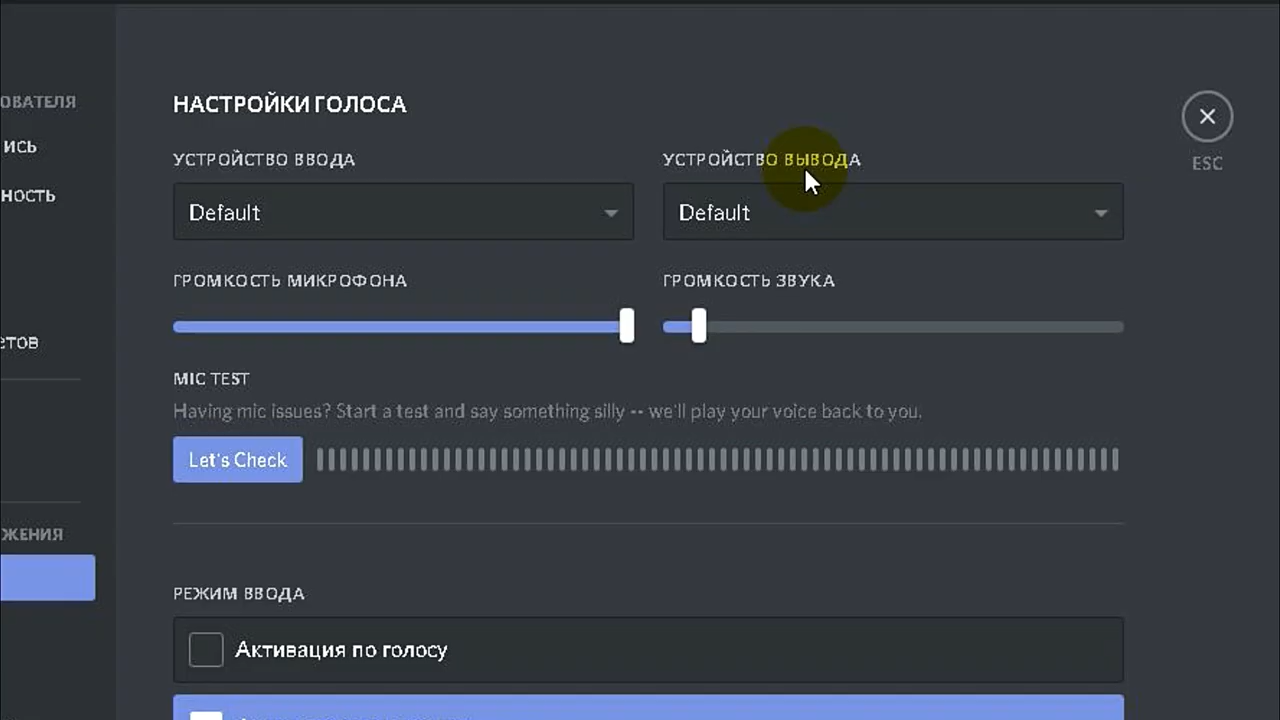 ОВАТЕЛЯ
НАСТРОЙКИ ГОЛОСА
ИСЬ
УСТРОЙСТВО ВВОДА
УСТРОЙСТВО ВЫВОДА
ESC
НОСТЬ
Default
Default
ГРОМКОСТЬ МИКРОФОНА
ГРОМКОСТЬ ЗВУКА
етов
MIC TEST
Having mic issues? Start a test and say something silly -- we'll play your voice back to you.
Let's Check
ЖЕНИЯ
РЕЖИМ ВВОДА
Активация по голосу